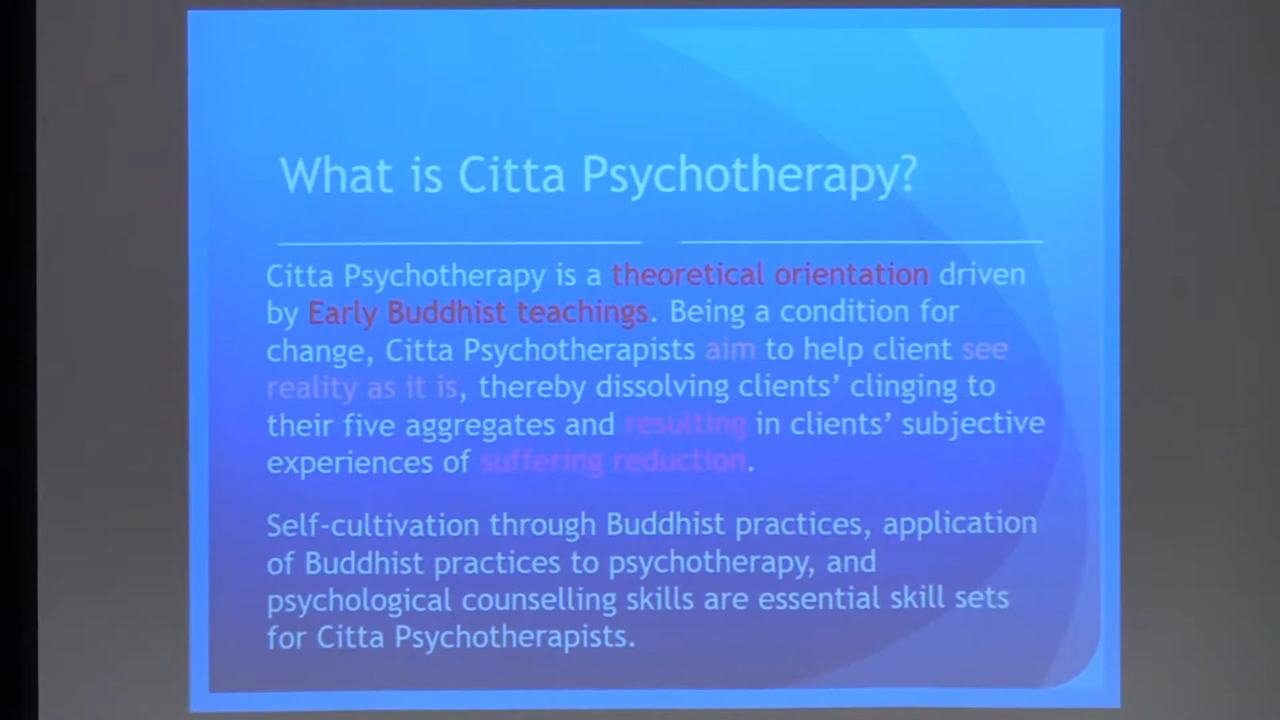 What is Citta Psychotherapy?
Citta Psychotherapy is a theoretical orientation driven
by Early Buddhist teachings. Being a condition for
change, Citta Psychotherapists aim to help client see
reality as it is, thereby dissolving clients’ clinging to
their five aggregates and resulting in clients’ subjective
experiences of suffering reduction.
Self-cultivation through Buddhist practices, application
of Buddhist practices to psychotherapy, and
psychological counselling skills are essential skill sets
for Citta Psychotherapists.